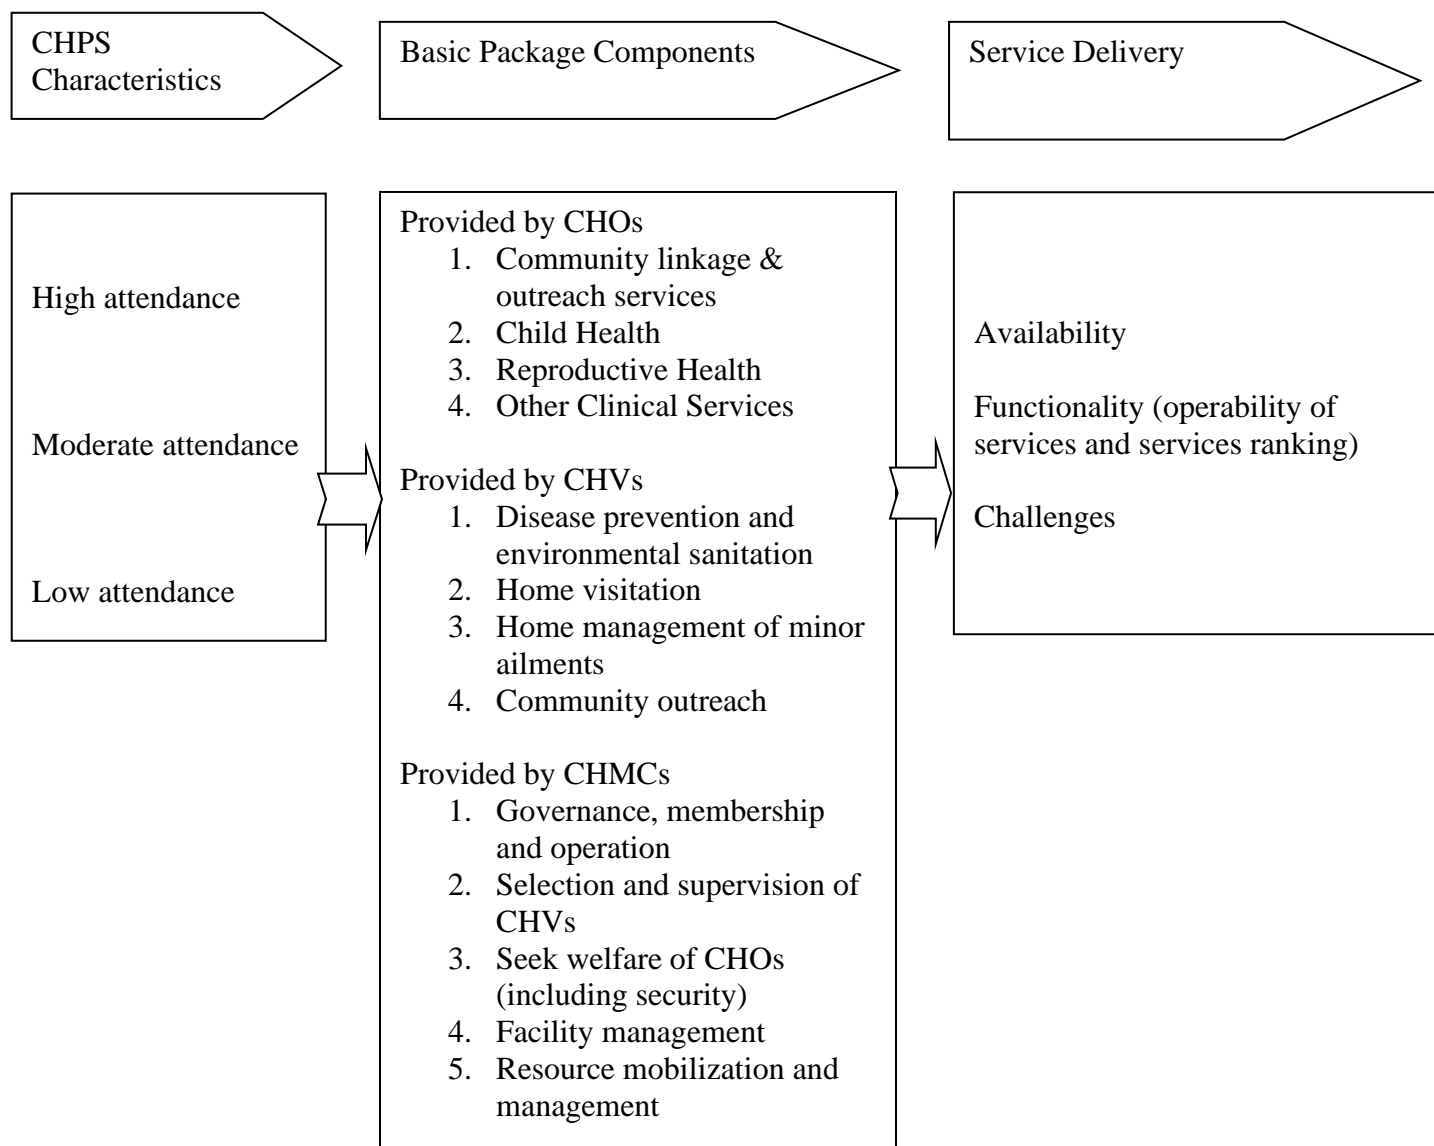 CHPS
Characteristics
Basic Package Components
Service Delivery
High attendance
Moderate attendance
Low attendance
Provided by CHOs
1. Community linkage &
outreach services
2. Child Health
3. Reproductive Health
4. Other Clinical Services
Provided by CHVs
1. Disease prevention and
environmental sanitation
2. Home visitation
3. Home management of minor
ailments
4. Community outreach
Provided by CHMCs
1. Governance, membership
and operation
2. Selection and supervision of
CHVs
3. Seek welfare of CHOs
(including security)
4. Facility management
5. Resource mobilization and
management
Availability
Functionality (operability of
services and services ranking)
Challenges